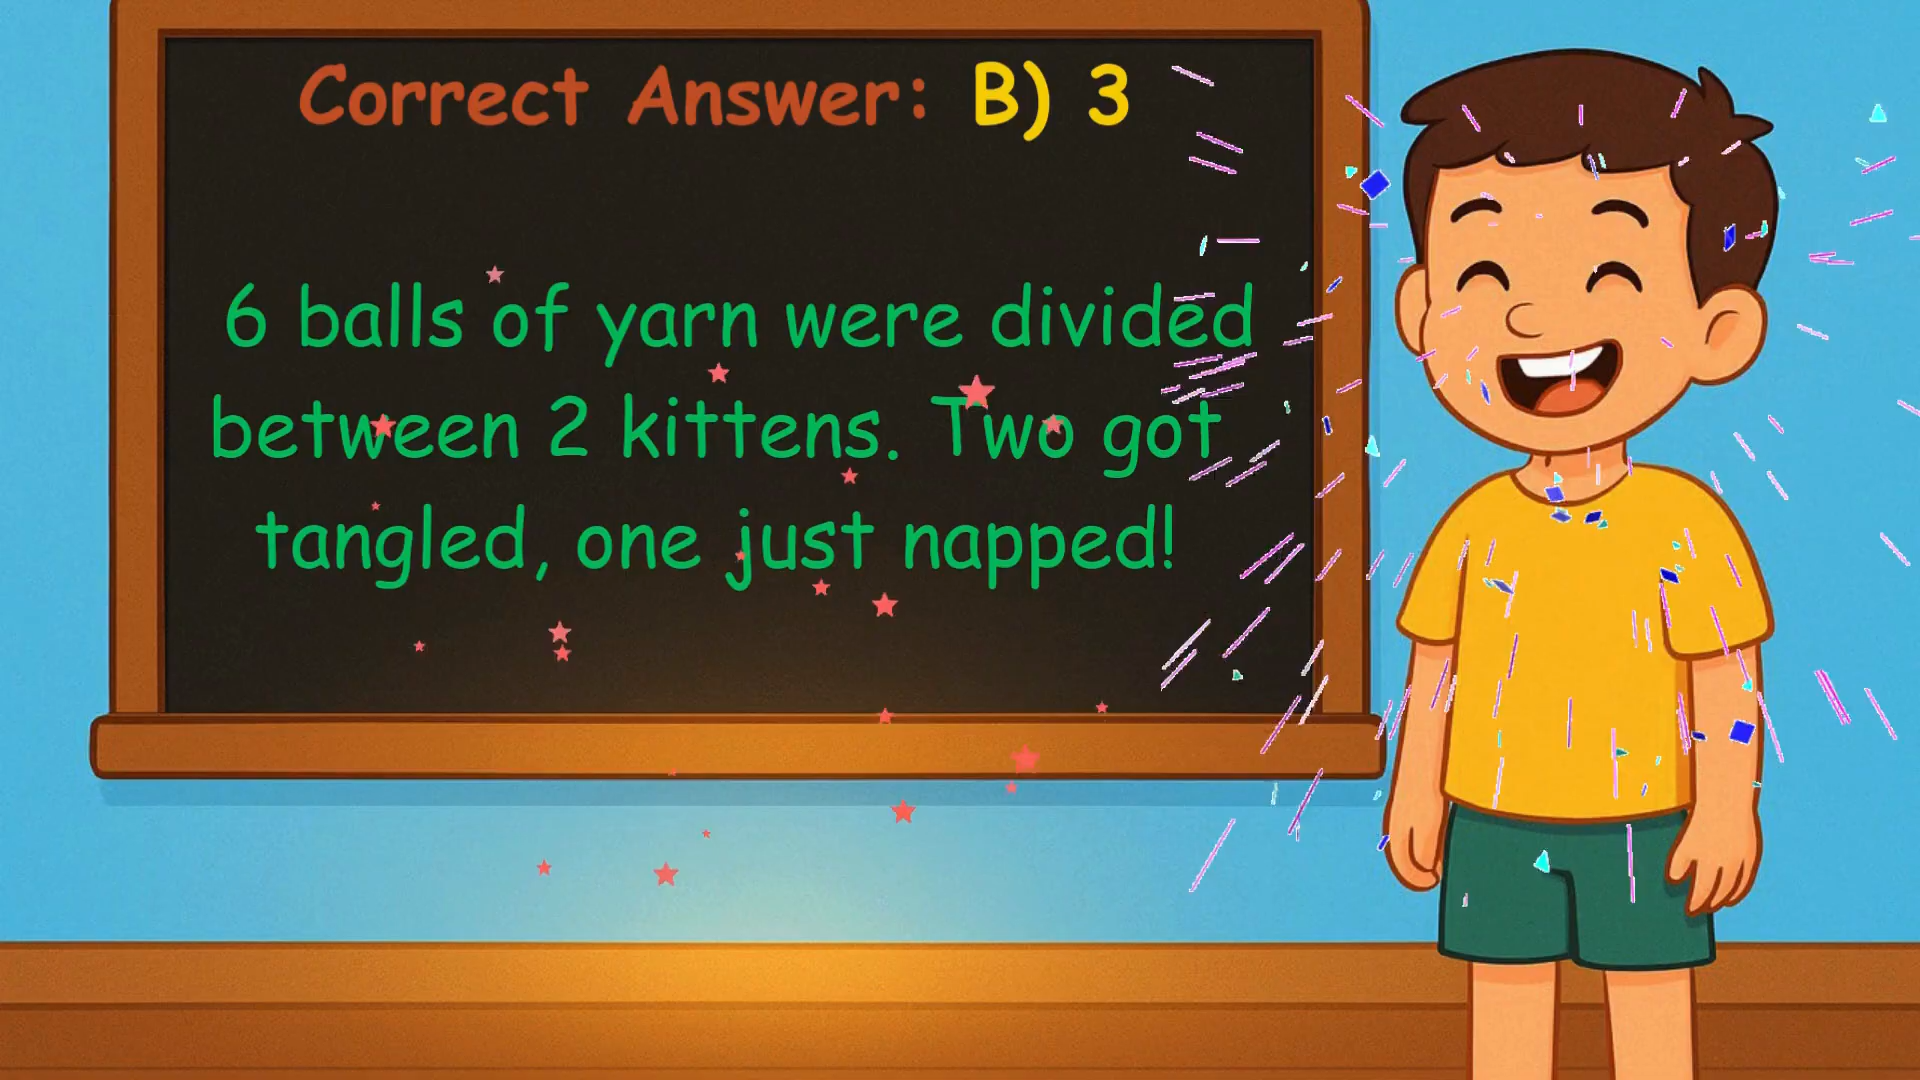 Correct Answer: B) 3
6 balls of yarn were divided
between 2 kittens. Two got
tangled, one just napped!